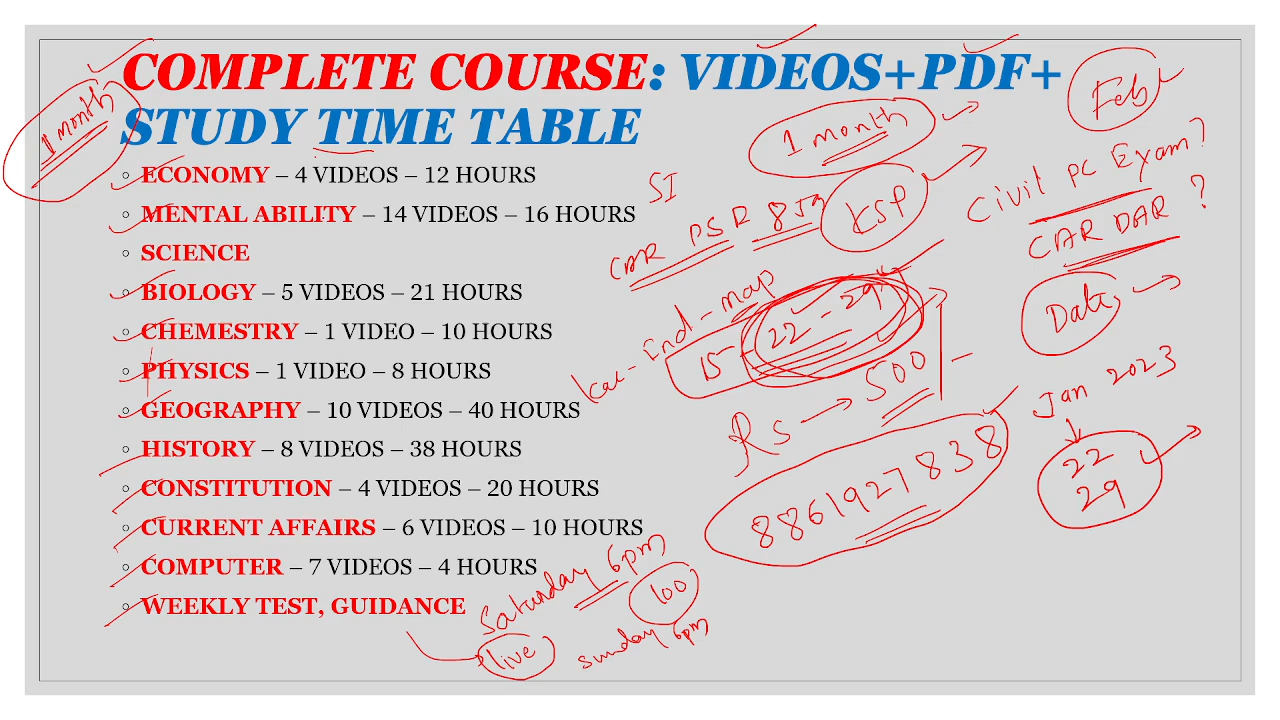 COMPLETE COURSE: VIDEOS+PDF+
STUDY TIME TABLE
ECONOMY – 4 VIDEOS – 12 HOURS
MENTAL ABILITY – 14 VIDEOS – 16 HOURS
SCIENCE
BIOLOGY – 5 VIDEOS – 21 HOURS
CHEMESTRY – 1 VIDEO – 10 HOURS
PHYSICS – 1 VIDEO – 8 HOURS
GEOGRAPHY – 10 VIDEOS – 40 HOURS
HISTORY – 8 VIDEOS – 38 HOURS
CONSTITUTION – 4 VIDEOS – 20 HOURS
CURRENT AFFAIRS – 6 VIDEOS – 10 HOURS
COMPUTER – 7 VIDEOS – 4 HOURS
WEEKLY TEST, GUIDANCE
1 month
1 month
Feb
SI
KSP
Civil PC Exam?
CAR DAR ?
Date
15 22 - 29
Rs 500
Jan 2023
22
29
8861927838
Saturday 6pm
100
live
sunday 6pm